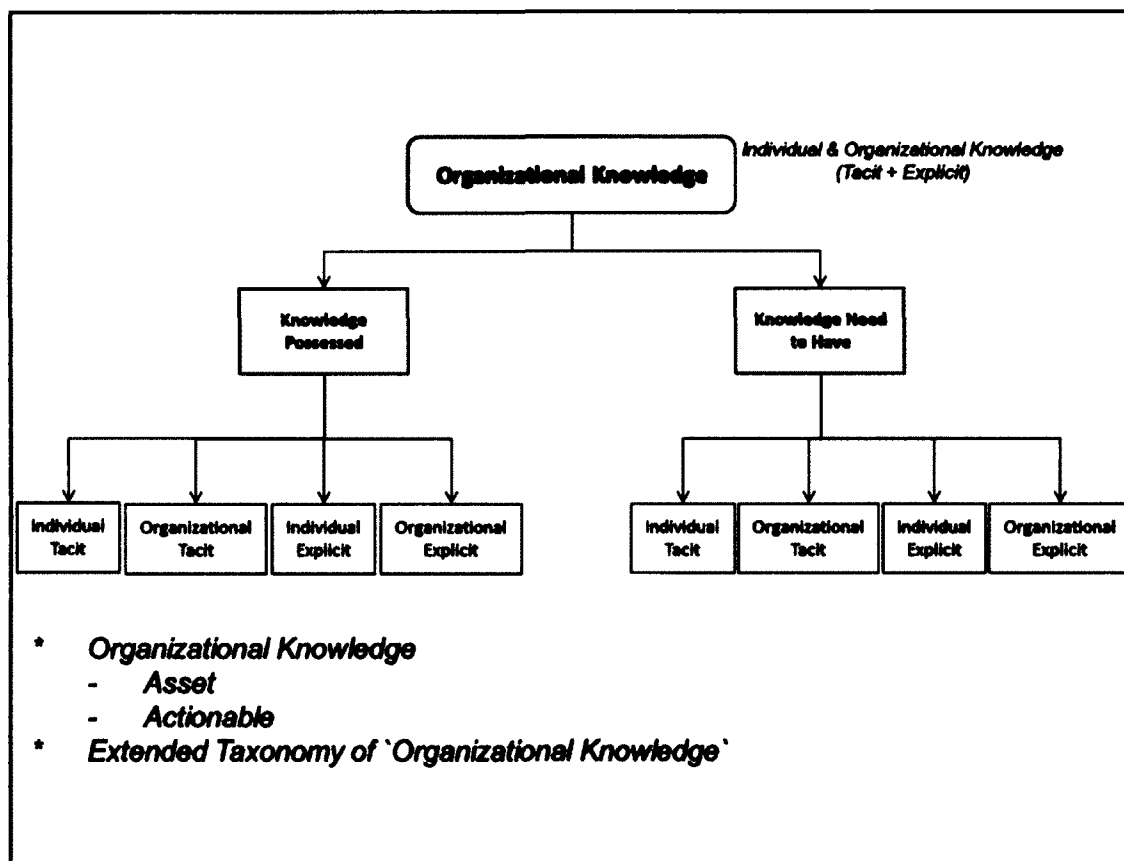 Organizational Knowledge
Individual & Organizational Knowledge
(Tacit + Explicit)
Knowledge
Possessed
Knowledge Need
to Have
Individual
Tacit
Organizational
Tacit
Individual
Explicit
Organizational
Explicit
Individual
Tacit
Organizational
Tacit
Individual
Explicit
Organizational
Explicit
* Organizational Knowledge
- Asset
- Actionable
* Extended Taxonomy of `Organizational Knowledge`